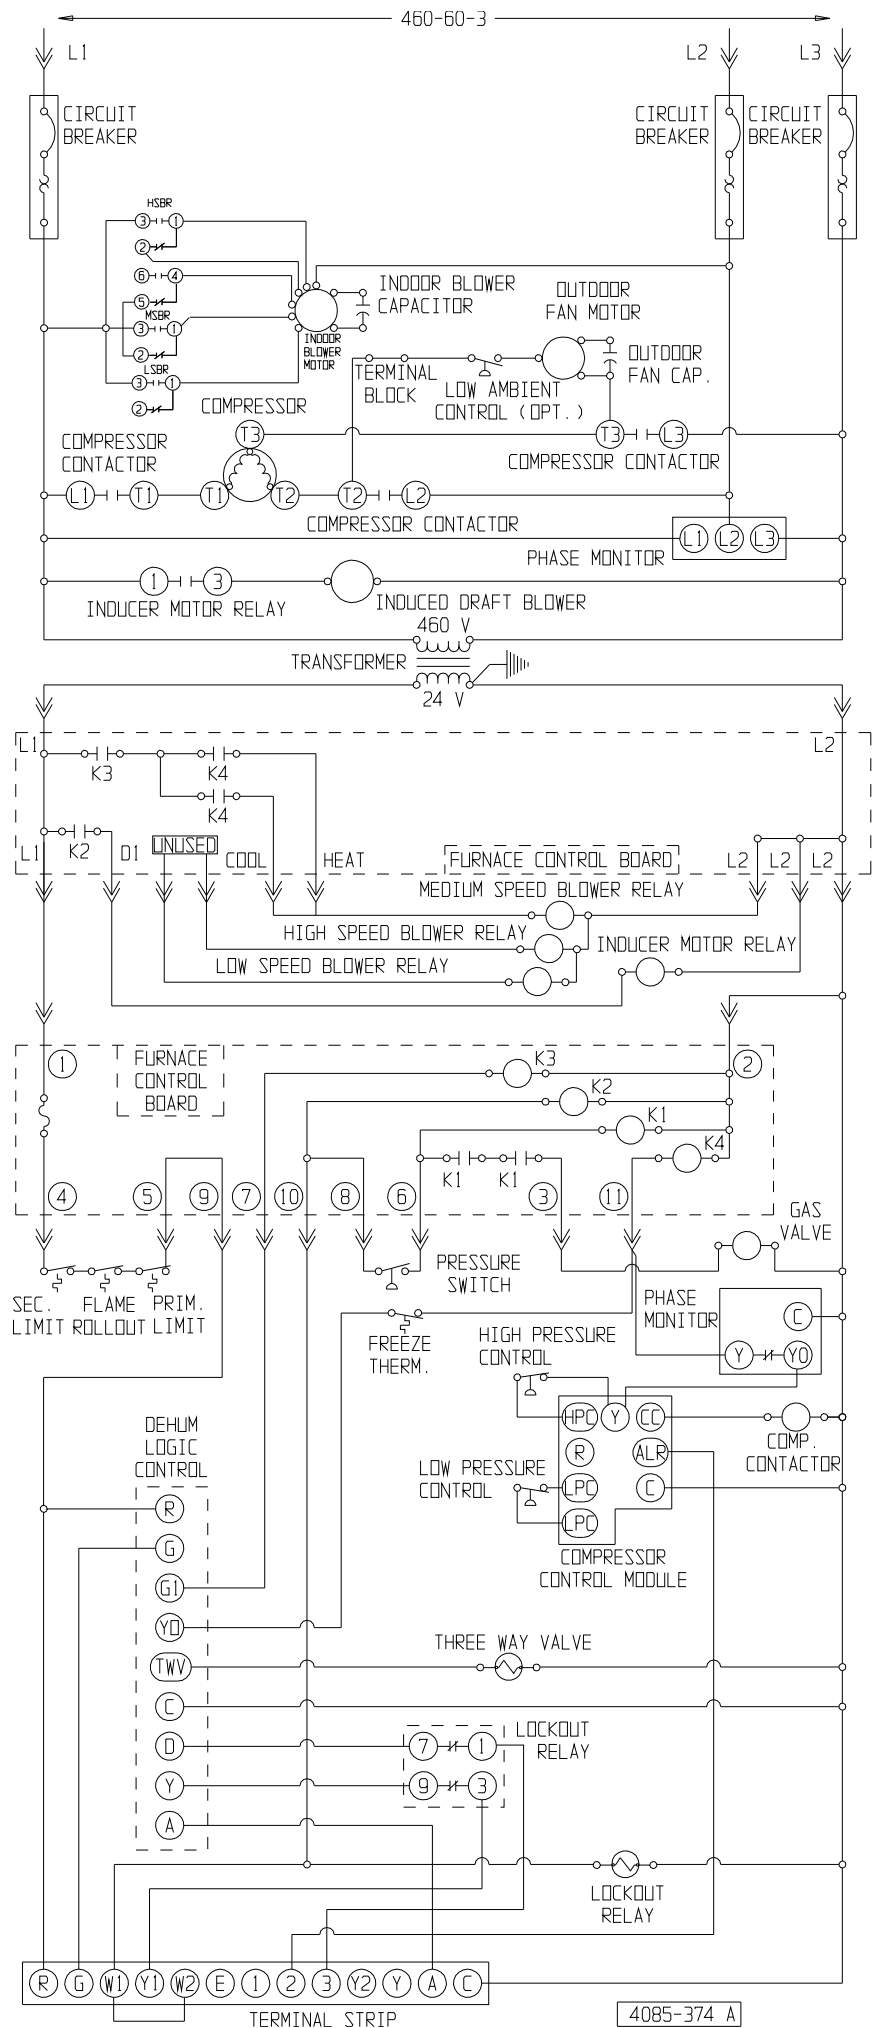 460-60-3
L1
L2
L3
CIRCUIT
BREAKER
CIRCUIT
BREAKER
CIRCUIT
BREAKER
HSBR
3
1
2
6
4
5
MSBR
3
1
2
LSBR
3
1
2
INDOOR BLOWER
CAPACITOR
INDOOR
BLOWER
MOTOR
OUTDOOR
FAN MOTOR
OUTDOOR
FAN CAP.
TERMINAL
BLOCK
LOW AMBIENT
CONTROL (OPT.)
COMPRESSOR
T3
T3
L3
COMPRESSOR CONTACTOR
COMPRESSOR
CONTACTOR
L1
T1
T1
T2
T2
L2
COMPRESSOR CONTACTOR
L1
L2
L3
PHASE MONITOR
1
3
INDUCER MOTOR RELAY
INDUCED DRAFT BLOWER
460 V
TRANSFORMER
24 V
L1
L2
K3
K4
K4
K2
L1
D1
UNUSED
COOL
HEAT
FURNACE CONTROL BOARD
L2
L2
L2
MEDIUM SPEED BLOWER RELAY
HIGH SPEED BLOWER RELAY
INDUCER MOTOR RELAY
LOW SPEED BLOWER RELAY
1
FURNACE
CONTROL
BOARD
K3
2
K2
K1
K4
K1
K1
4
5
9
7
10
8
6
3
11
GAS
VALVE
PRESSURE
SWITCH
SEC.
LIMIT
FLAME
ROLLOUT
PRIM.
LIMIT
FREEZE
THERM.
PHASE
MONITOR
C
Y
YO
HIGH PRESSURE
CONTROL
HPC
Y
CC
COMP.
CONTACTOR
R
ALR
LOW PRESSURE
CONTROL
LPC
C
LPC
COMPRESSOR
CONTROL MODULE
DEHUM
LOGIC
CONTROL
R
G
G1
YO
THREE WAY VALVE
TWV
C
LOCKOUT
RELAY
D
7
1
Y
9
3
A
LOCKOUT
RELAY
R
G
W1
Y1
W2
E
1
2
3
Y2
Y
A
C
TERMINAL STRIP
4085-374 A